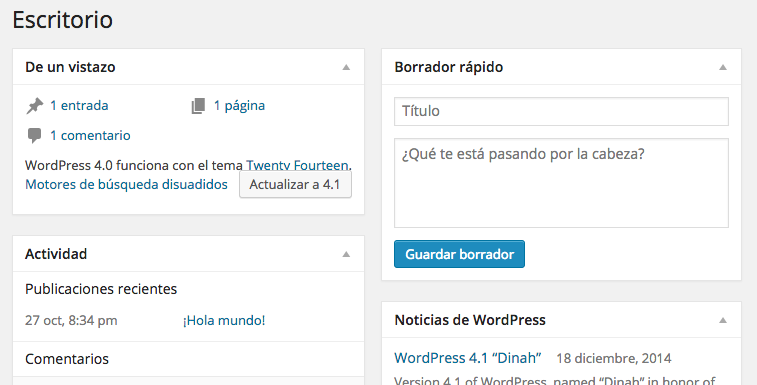 Escritorio
De un vistazo
1 entrada
1 página
1 comentario
WordPress 4.0 funciona con el tema Twenty Fourteen.
Motores de búsqueda disuadidos
Actualizar a 4.1
Actividad
Publicaciones recientes
27 oct, 8:34 pm ¡Hola mundo!
Comentarios
Borrador rápido
Título
¿Qué te está pasando por la cabeza?
Guardar borrador
Noticias de WordPress
WordPress 4.1 “Dinah” 18 diciembre, 2014
Version 4.1 of WordPress, named “Dinah” in honor of